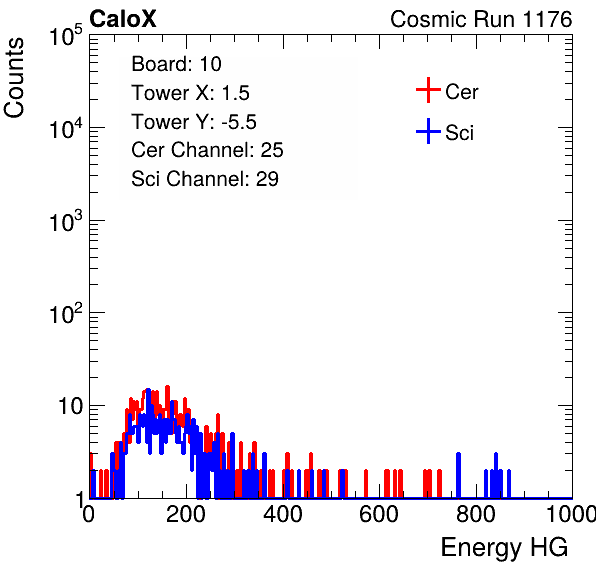 CaloX Cosmic Run 1176
Counts
Energy HG
Board: 10
Tower X: 1.5
Tower Y: -5.5
Cer Channel: 25
Sci Channel: 29
Cer
Sci
10^5
10^4
10^3
10^2
10
1
0 200 400 600 800 1000